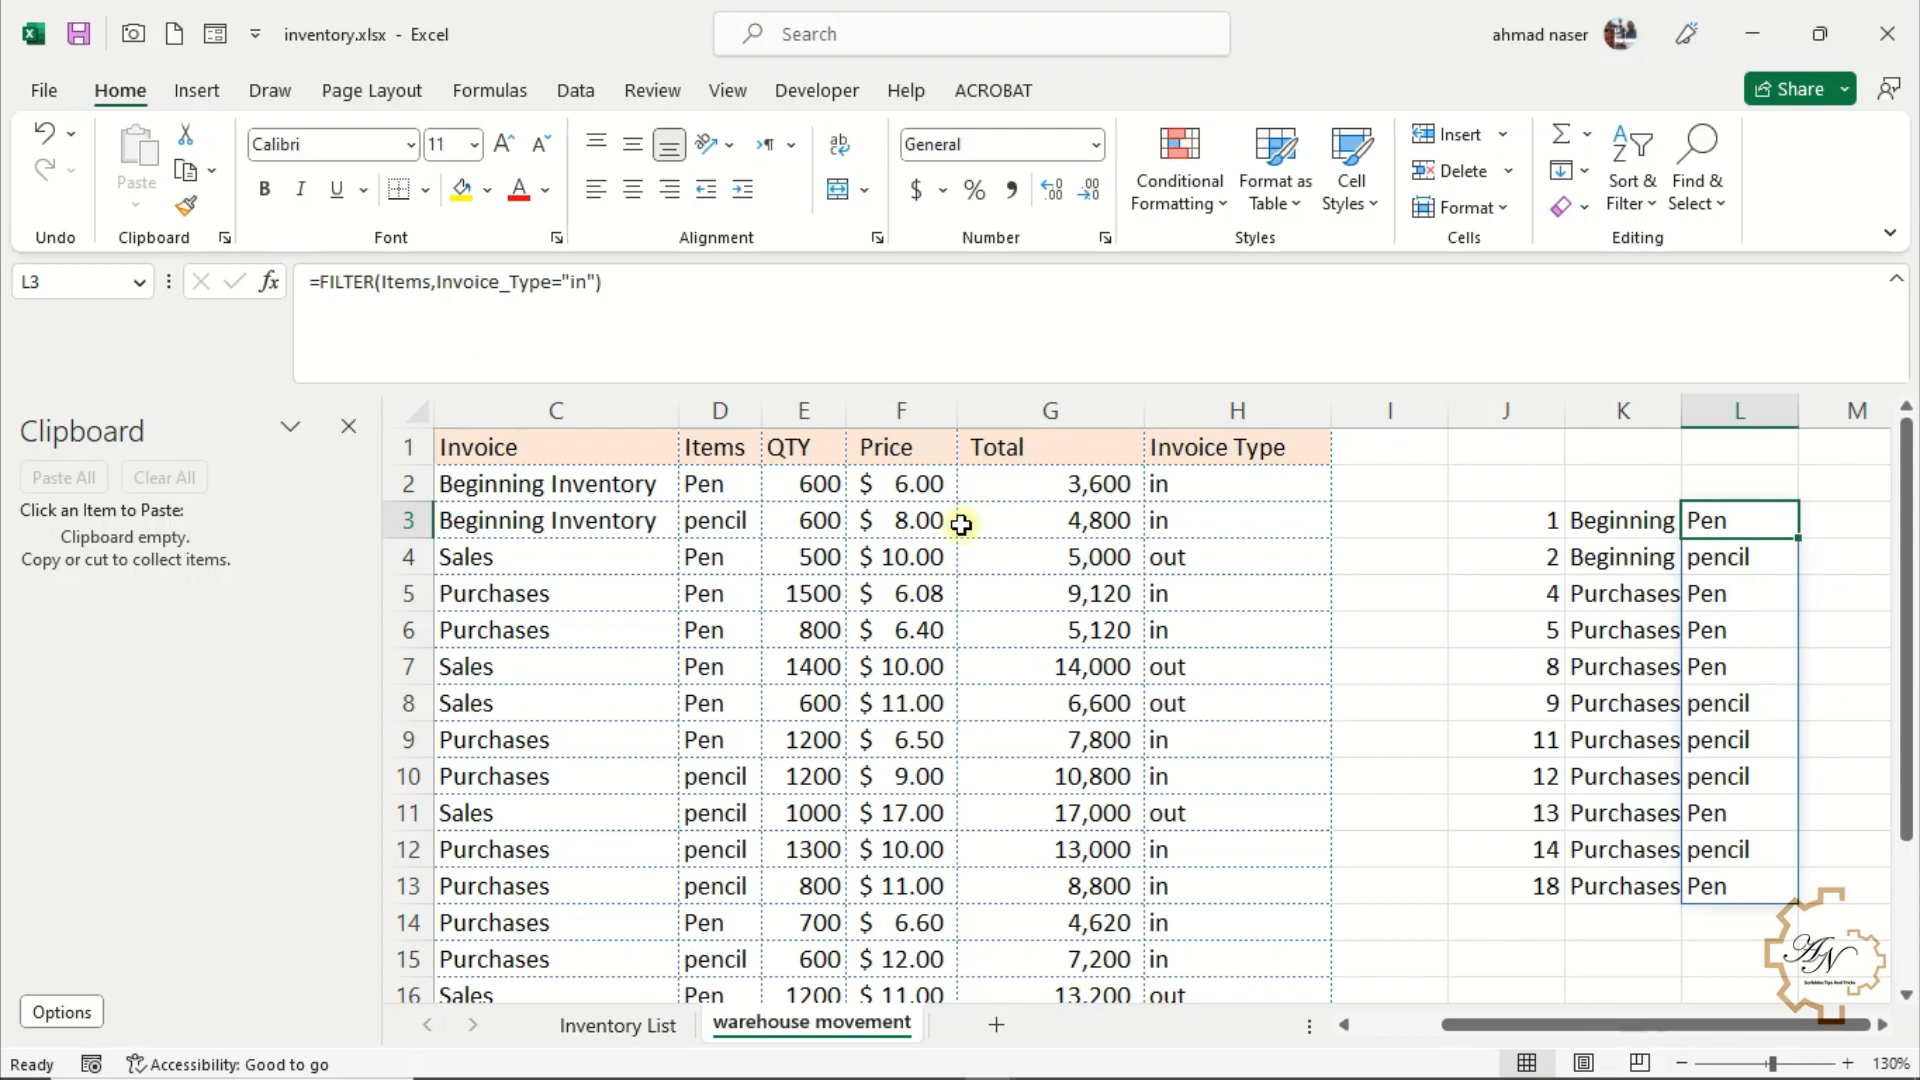 inventory.xlsx - Excel
Search
ahmad naser
File Home Insert Draw Page Layout Formulas Data Review View Developer Help ACROBAT
Share
Paste
Calibri 11
B I U A
ab
General
$ % 9
Conditional Formatting
Format as Table
Cell Styles
Insert
Delete
Format
Sort & Filter
Find & Select
Undo Clipboard Font Alignment Number Styles Cells Editing
L3
fx
=FILTER(Items,Invoice_Type="in")
Clipboard
Paste All Clear All
Click an Item to Paste:
Clipboard empty.
Copy or cut to collect items.
Options
C D E F G H I J K L M
1 Invoice Items QTY Price Total Invoice Type
2 Beginning Inventory Pen 600 $ 6.00 3,600 in
3 Beginning Inventory pencil 600 $ 8.00 4,800 in 1 Beginning Pen
4 Sales Pen 500 $ 10.00 5,000 out 2 Beginning pencil
5 Purchases Pen 1500 $ 6.08 9,120 in 4 Purchases Pen
6 Purchases Pen 800 $ 6.40 5,120 in 5 Purchases Pen
7 Sales Pen 1400 $ 10.00 14,000 out 8 Purchases Pen
8 Sales Pen 600 $ 11.00 6,600 out 9 Purchases pencil
9 Purchases Pen 1200 $ 6.50 7,800 in 11 Purchases pencil
10 Purchases pencil 1200 $ 9.00 10,800 in 12 Purchases pencil
11 Sales pencil 1000 $ 17.00 17,000 out 13 Purchases Pen
12 Purchases pencil 1300 $ 10.00 13,000 in 14 Purchases pencil
13 Purchases pencil 800 $ 11.00 8,800 in 18 Purchases Pen
14 Purchases Pen 700 $ 6.60 4,620 in
15 Purchases pencil 600 $ 12.00 7,200 in
16 Sales Pen 1200 $ 11.00 13,200 out
AN
Inventory List warehouse movement
Ready Accessibility: Good to go 130%